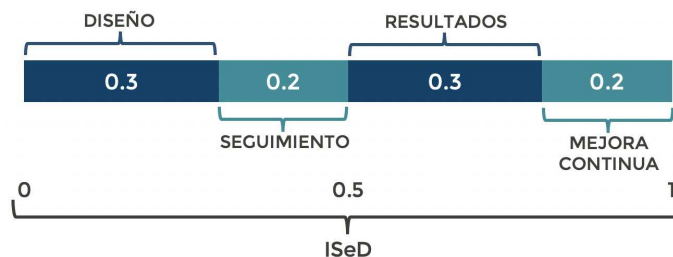 DISEÑO
RESULTADOS
0.3
0.2
0.3
0.2
SEGUIMIENTO
MEJORA
CONTINUA
0
0.5
1
ISeD